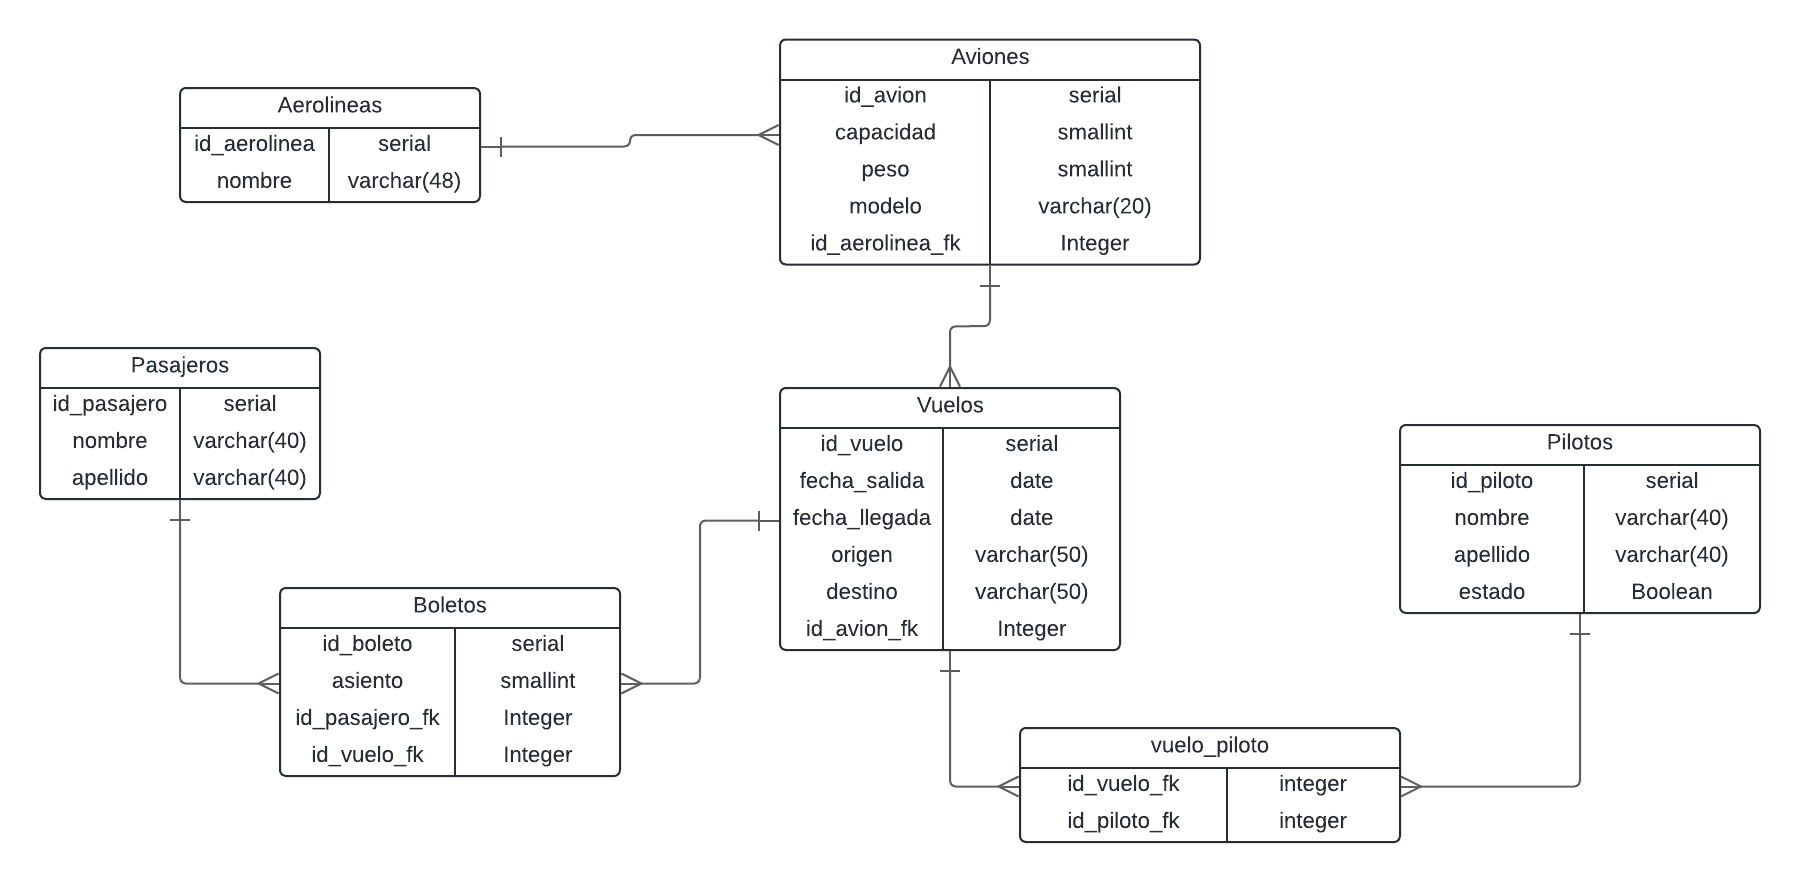 Aerolineas
id_aerolinea serial
nombre varchar(48)
Aviones
id_avion serial
capacidad smallint
peso smallint
modelo varchar(20)
id_aerolinea_fk Integer
Pasajeros
id_pasajero serial
nombre varchar(40)
apellido varchar(40)
Vuelos
id_vuelo serial
fecha_salida date
fecha_llegada date
origen varchar(50)
destino varchar(50)
id_avion_fk Integer
Pilotos
id_piloto serial
nombre varchar(40)
apellido varchar(40)
estado Boolean
Boletos
id_boleto serial
asiento smallint
id_pasajero_fk Integer
id_vuelo_fk Integer
vuelo_piloto
id_vuelo_fk integer
id_piloto_fk integer